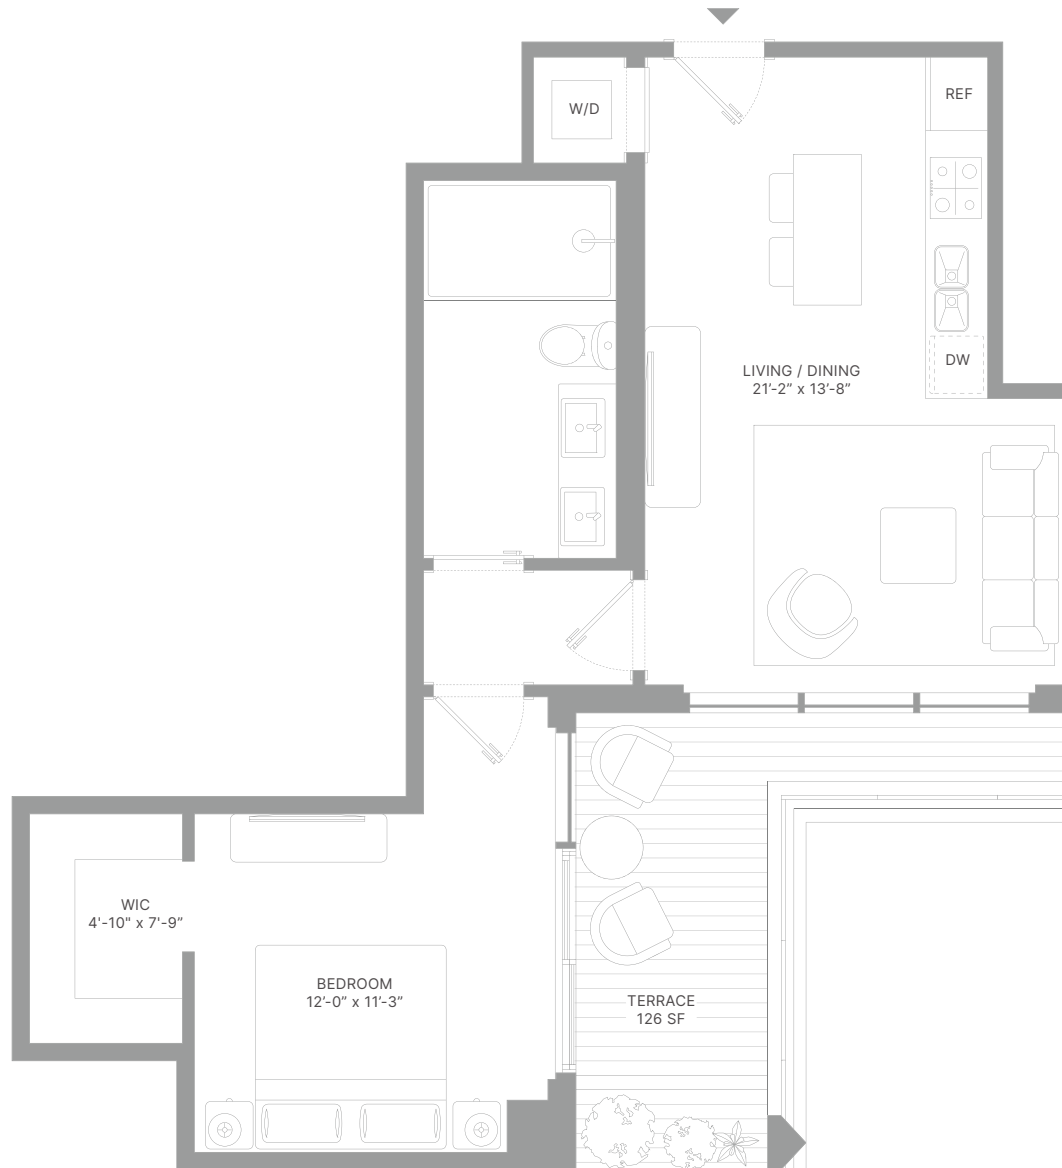 W/D
REF
DW
LIVING / DINING
21’-2” x 13’-8”
WIC
4'-10" x 7'-9”
BEDROOM
12’-0” x 11’-3”
TERRACE
126 SF